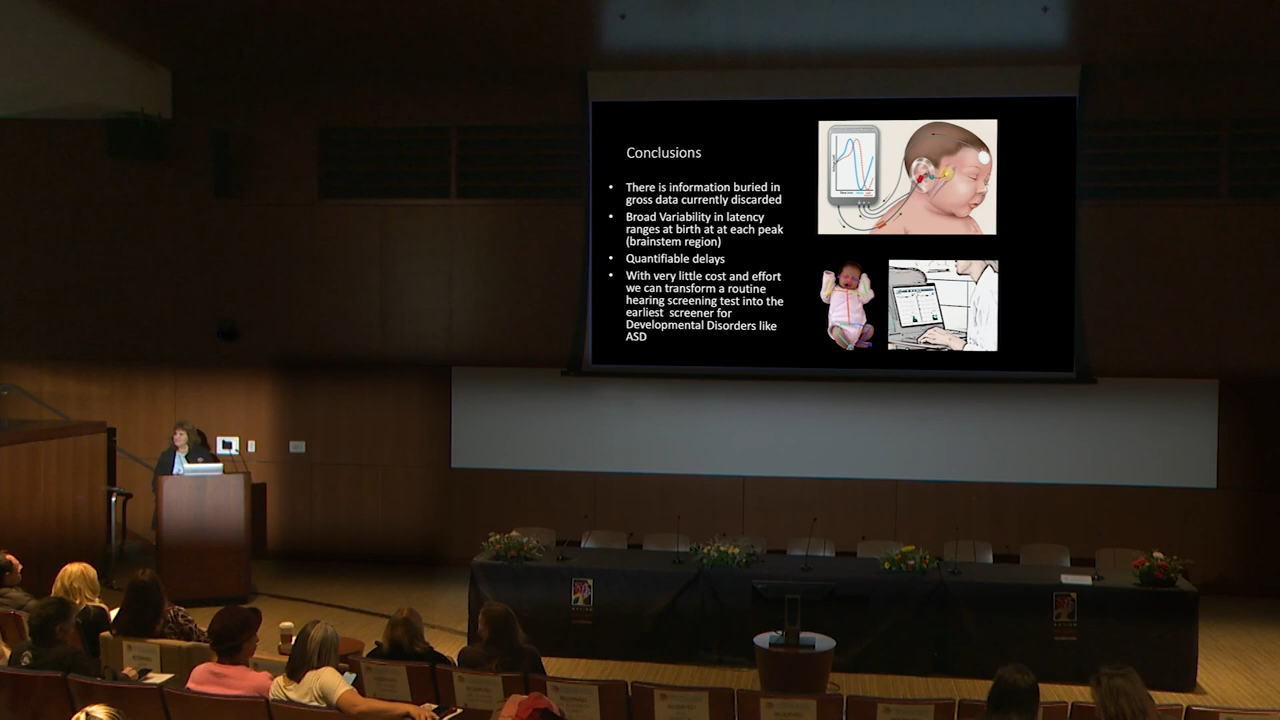 Conclusions
• There is information buried in
gross data currently discarded
• Broad Variability in latency
ranges at birth at at each peak
(brainstem region)
• Quantifiable delays
• With very little cost and effort
we can transform a routine
hearing screening test into the
earliest screener for
Developmental Disorders like
ASD